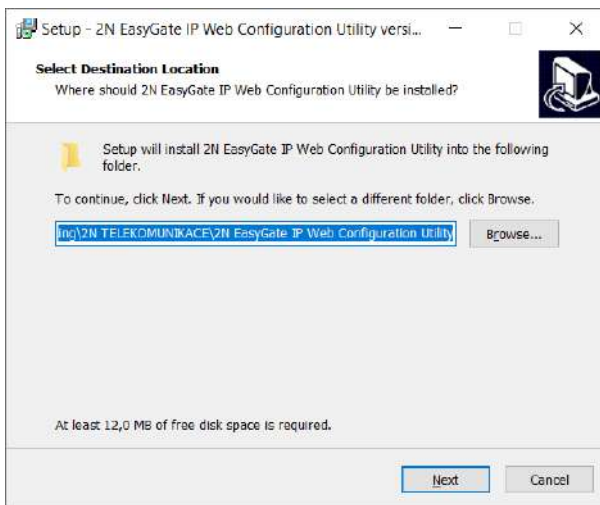 Setup - 2N EasyGate IP Web Configuration Utility versi...
Select Destination Location
Where should 2N EasyGate IP Web Configuration Utility be installed?
Setup will install 2N EasyGate IP Web Configuration Utility into the following
folder.
To continue, click Next. If you would like to select a different folder, click Browse.
ing\2N TELEKOMUNIKACE\2N EasyGate IP Web Configuration Utility
Browse...
At least 12,0 MB of free disk space is required.
Next
Cancel